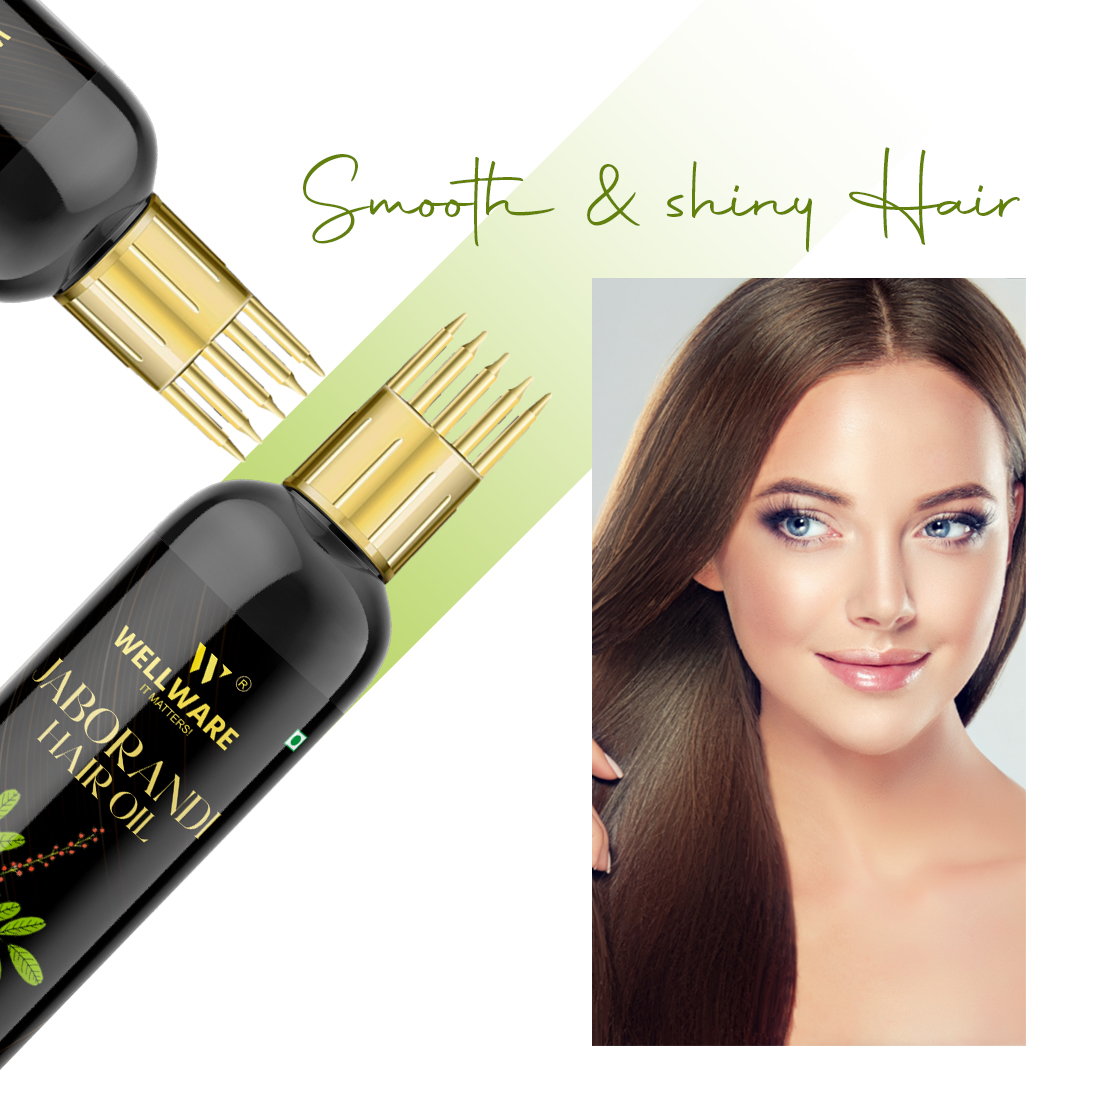 Smooth & shiny Hair
W ®
WELLWARE
IT MATTERS!
JABORANDI
HAIR OIL